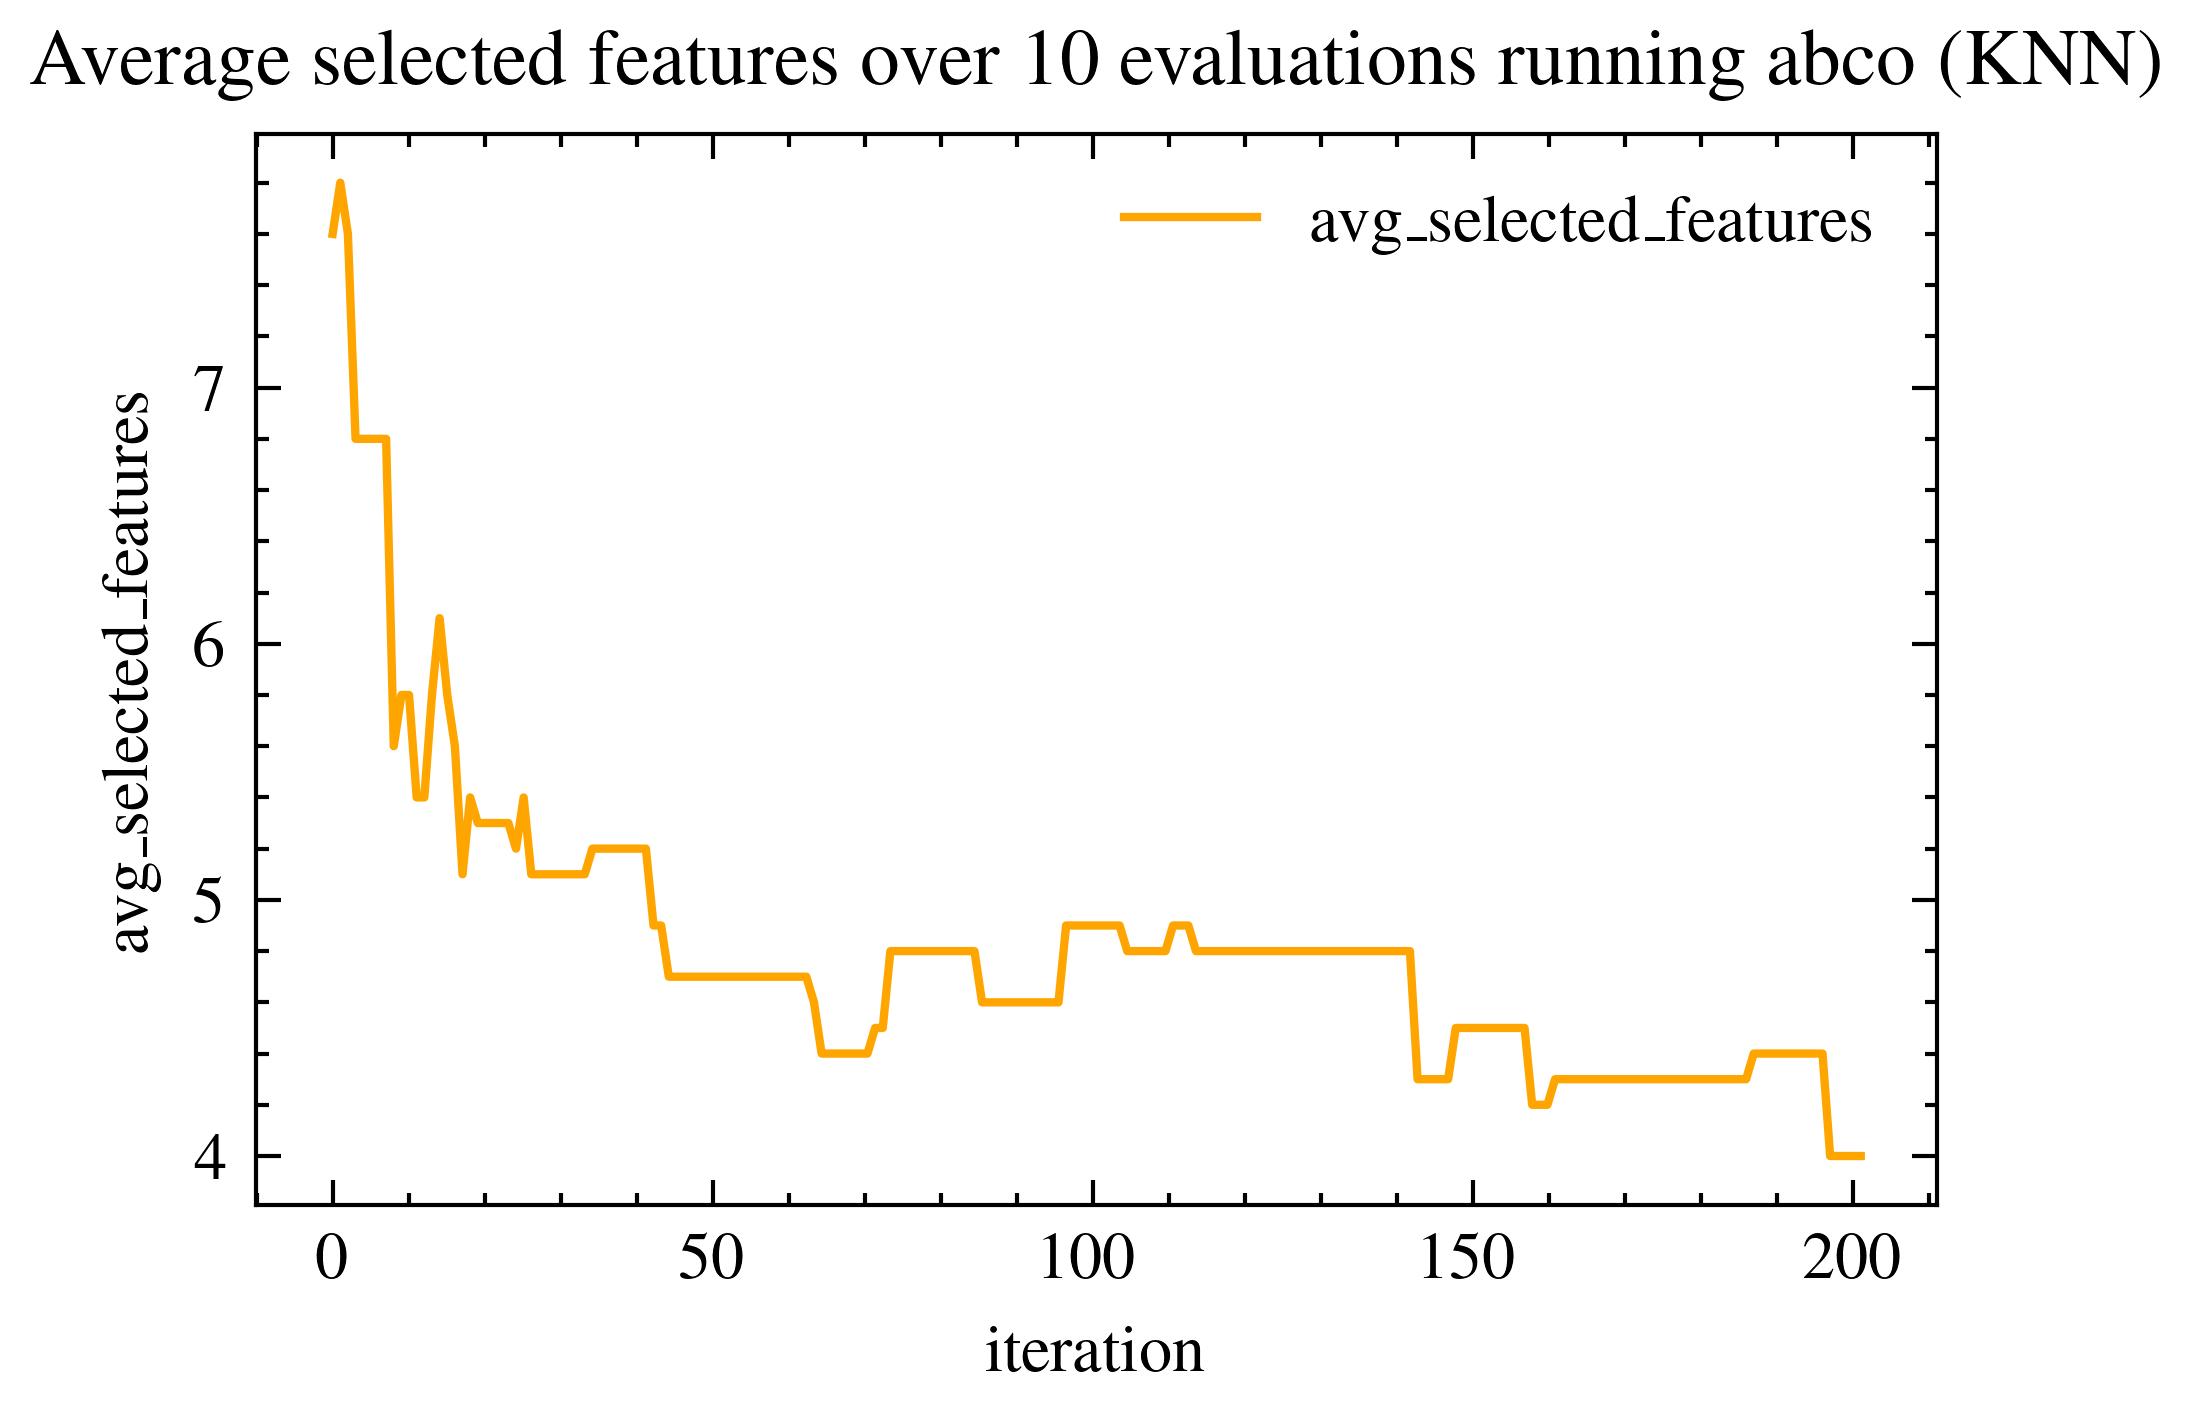 Average selected features over 10 evaluations running abco (KNN)
avg_selected_features
avg_selected_features
7
6
5
4
0 50 100 150 200
iteration